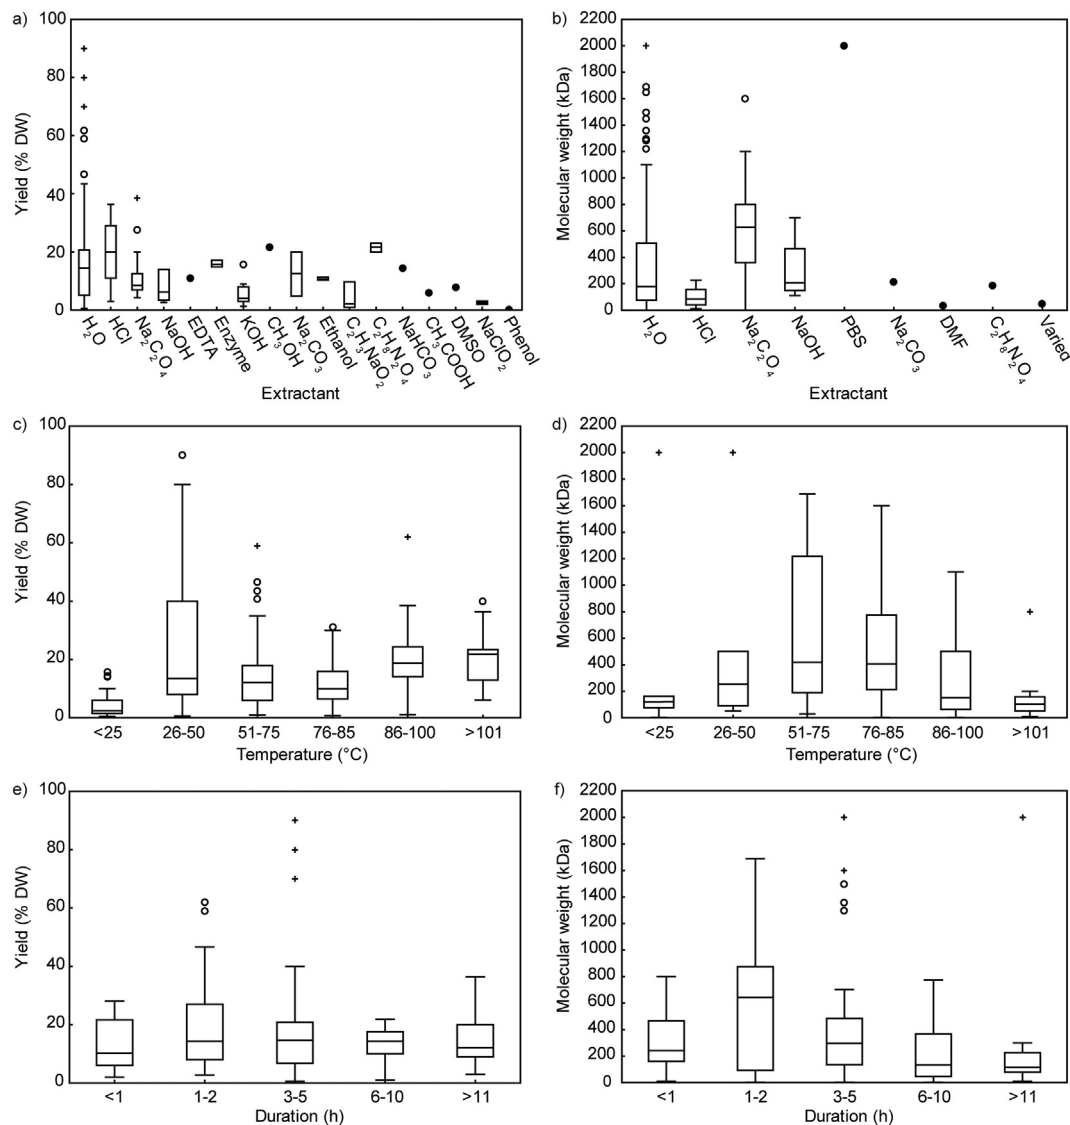 a)
100
80
60
40
20
0
Yield (% DW)
H₂O
HCl
Na₂C₂O₄
NaOH
EDTA
Enzyme
KOH
CH₃OH
Na₂CO₃
Ethanol
C₂H₃NaO₂
C₂H₈N₂O₄
NaHCO₃
CH₃COOH
DMSO
NaClO₂
Phenol
Extractant
b)
2200
2000
1800
1600
1400
1200
1000
800
600
400
200
0
Molecular weight (kDa)
H₂O
HCl
Na₂C₂O₄
NaOH
PBS
Na₂CO₃
DMF
C₂H₈N₂O₄
Varied
Extractant
c)
100
80
60
40
20
0
Yield (% DW)
<25 26-50 51-75 76-85 86-100 >101
Temperature (°C)
d)
2200
2000
1800
1600
1400
1200
1000
800
600
400
200
0
Molecular weight (kDa)
<25 26-50 51-75 76-85 86-100 >101
Temperature (°C)
e)
100
80
60
40
20
0
Yield (% DW)
<1 1-2 3-5 6-10 >11
Duration (h)
f)
2200
2000
1800
1600
1400
1200
1000
800
600
400
200
0
Molecular weight (kDa)
<1 1-2 3-5 6-10 >11
Duration (h)